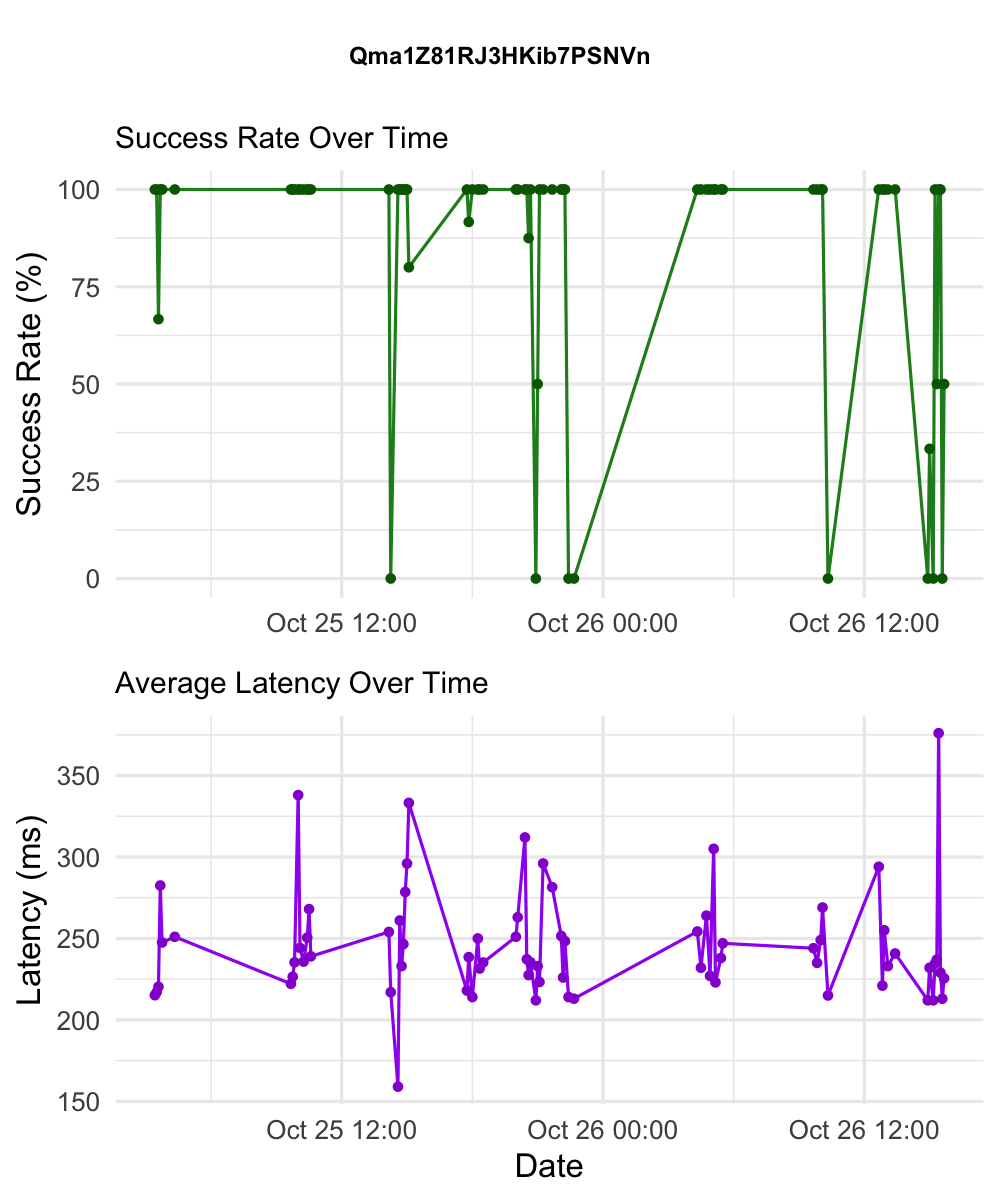 Qma1Z81RJ3HKib7PSNVn
Success Rate Over Time
Success Rate (%)
100
75
50
25
0
Oct 25 12:00 Oct 26 00:00 Oct 26 12:00
Average Latency Over Time
Latency (ms)
350
300
250
200
150
Oct 25 12:00 Oct 26 00:00 Oct 26 12:00
Date